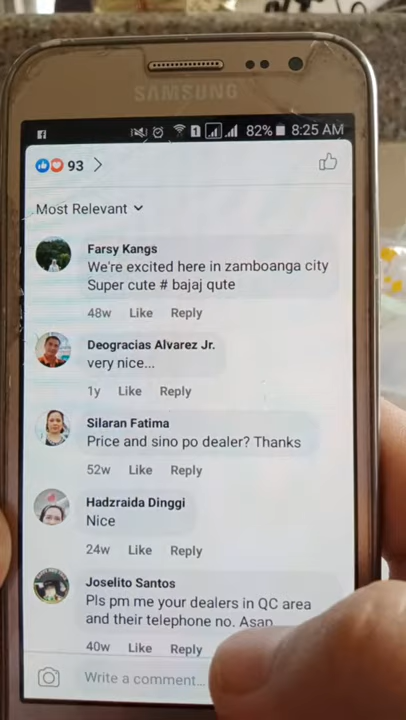 SAMSUNG
1 82% 8:25 AM
93
Most Relevant
Farsy Kangs
We're excited here in zamboanga city
Super cute # bajaj qute
48w Like Reply
Deogracias Alvarez Jr.
very nice...
1y Like Reply
Silaran Fatima
Price and sino po dealer? Thanks
52w Like Reply
Hadzraida Dinggi
Nice
24w Like Reply
Joselito Santos
Pls pm me your dealers in QC area
and their telephone no. Asap
40w Like Reply
Write a comment...